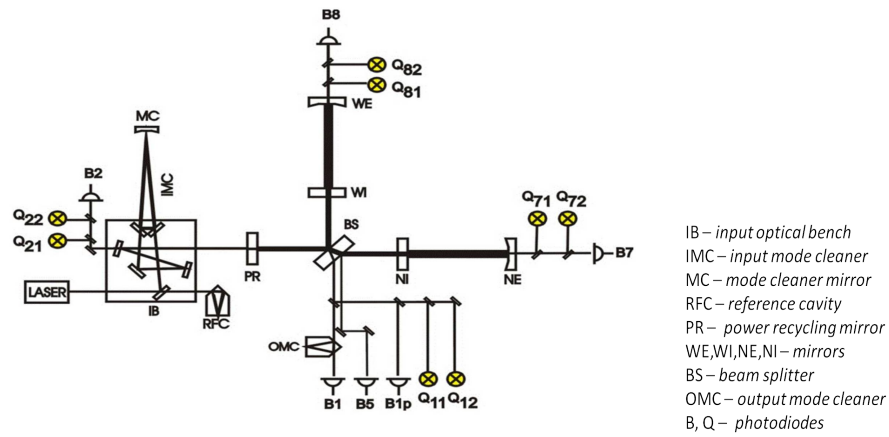 B8
Q82
Q81
WE
MC
IMC
B2
WI
Q22
Q21
BS
Q71 Q72
B7
PR
NI
NE
LASER
IB
RFC
OMC
B1 B5 B1p Q11 Q12
IB – input optical bench
IMC – input mode cleaner
MC – mode cleaner mirror
RFC – reference cavity
PR – power recycling mirror
WE,WI,NE,NI – mirrors
BS – beam splitter
OMC – output mode cleaner
B, Q – photodiodes